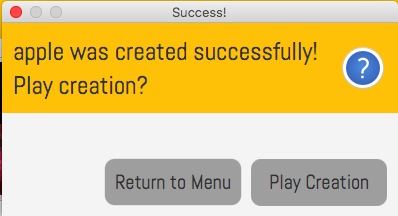 Success!
apple was created successfully!
Play creation?
?
Return to Menu
Play Creation